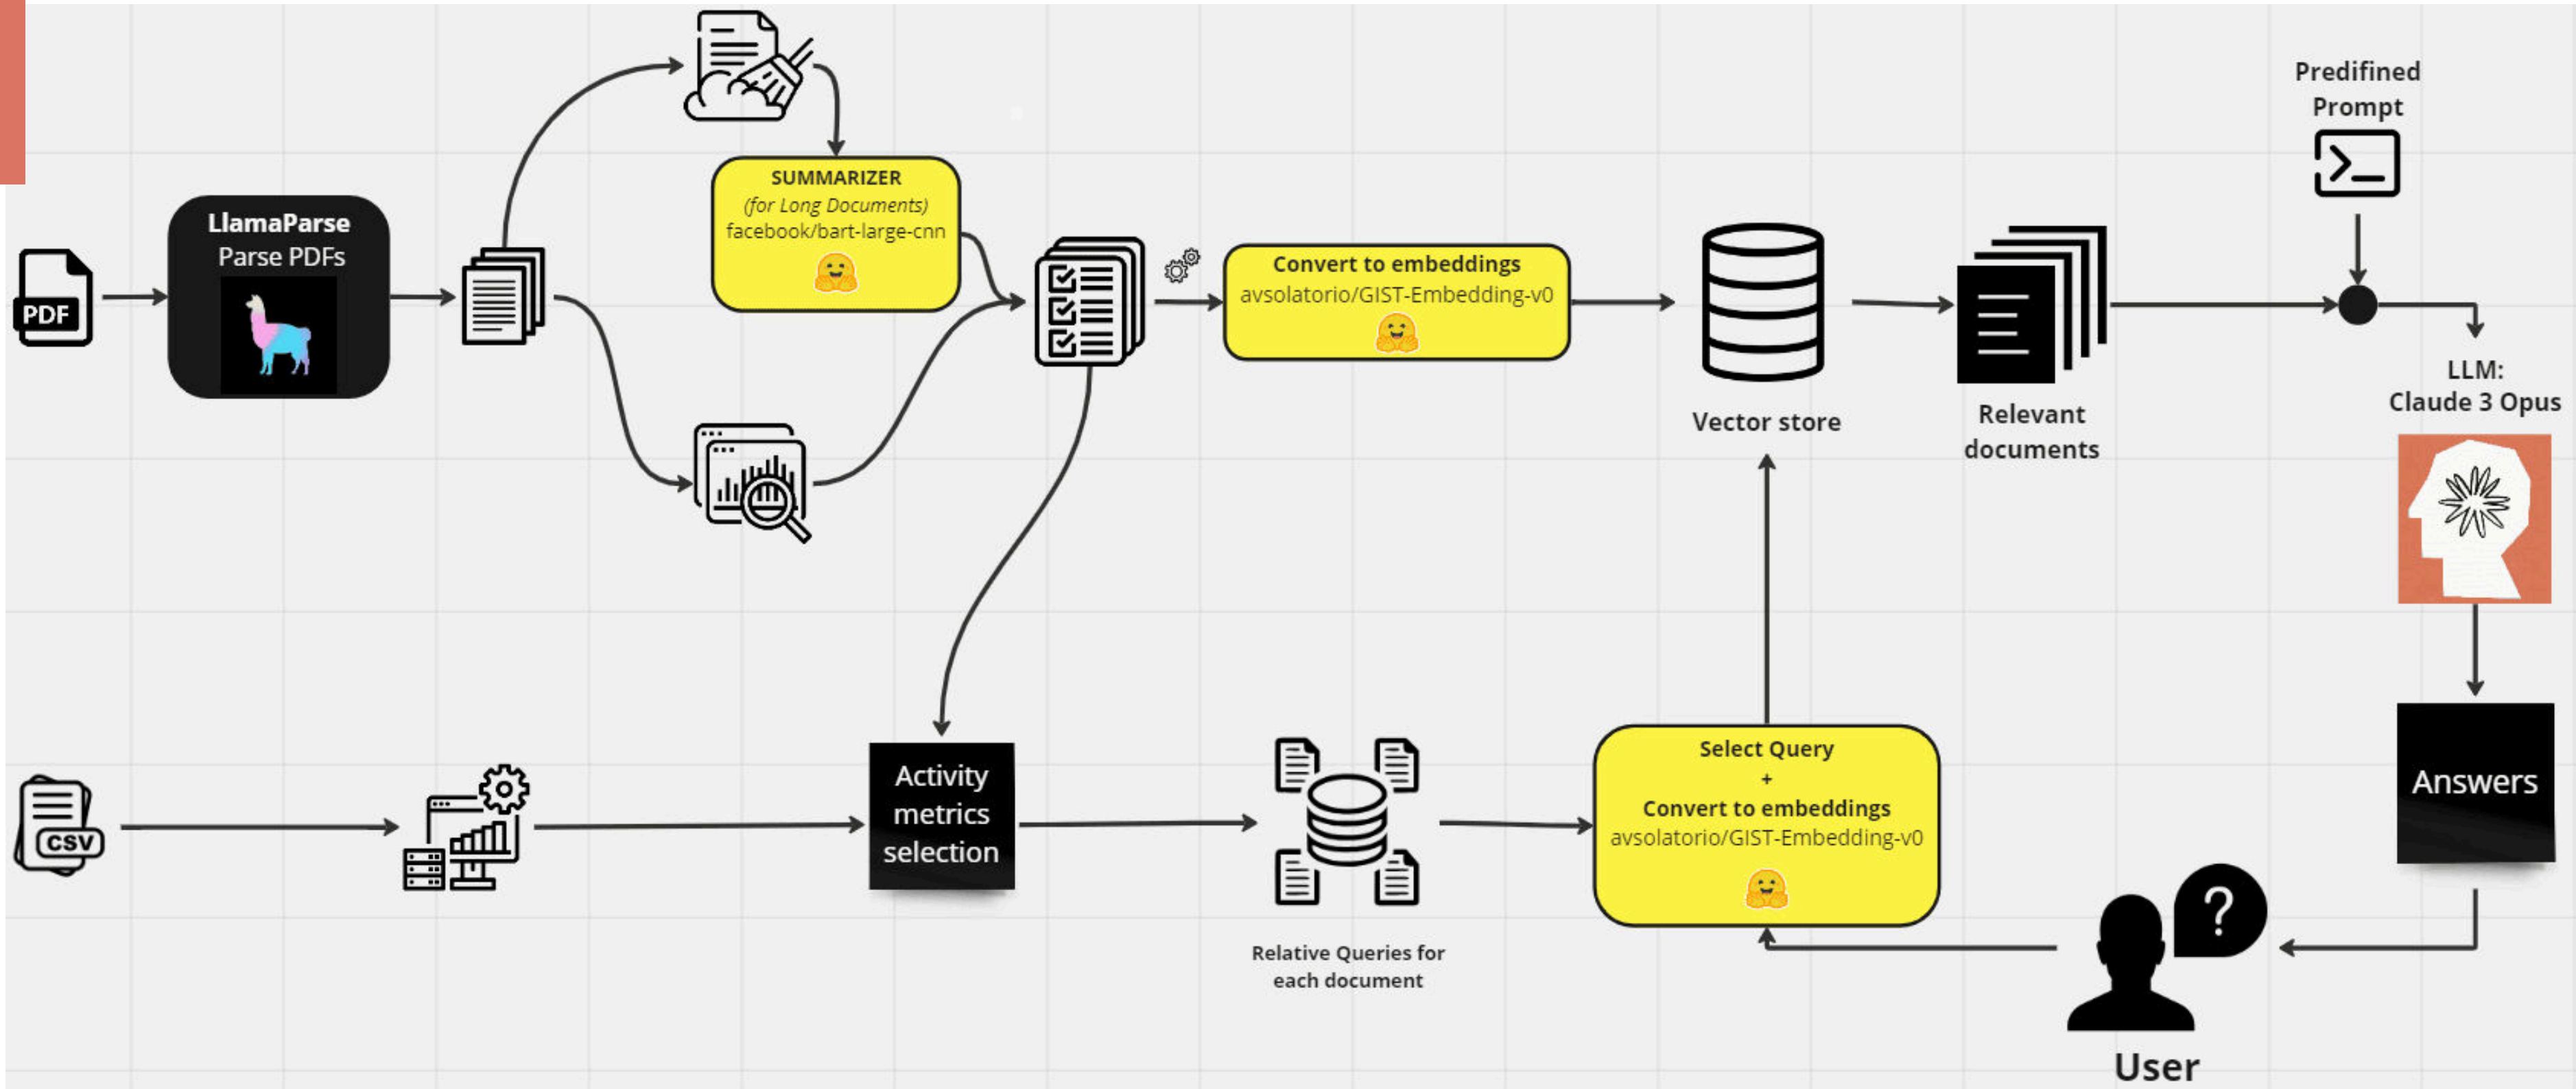 PDF
LlamaParse
Parse PDFs
SUMMARIZER
(for Long Documents)
facebook/bart-large-cnn
Convert to embeddings
avsolatorio/GIST-Embedding-v0
Vector store
Relevant
documents
Predifined
Prompt
LLM:
Claude 3 Opus
CSV
Activity
metrics
selection
Relative Queries for
each document
Select Query
+
Convert to embeddings
avsolatorio/GIST-Embedding-v0
Answers
?
User